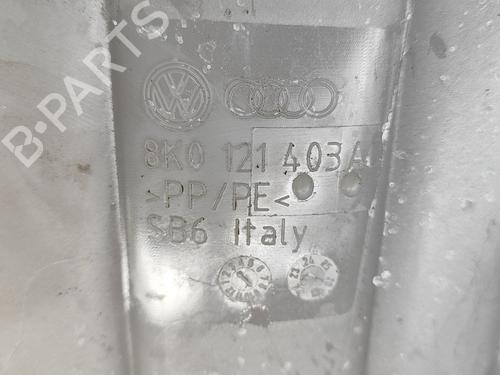 B-PARTS
8K0 121 403A
>PP/PE<
SB6 Italy